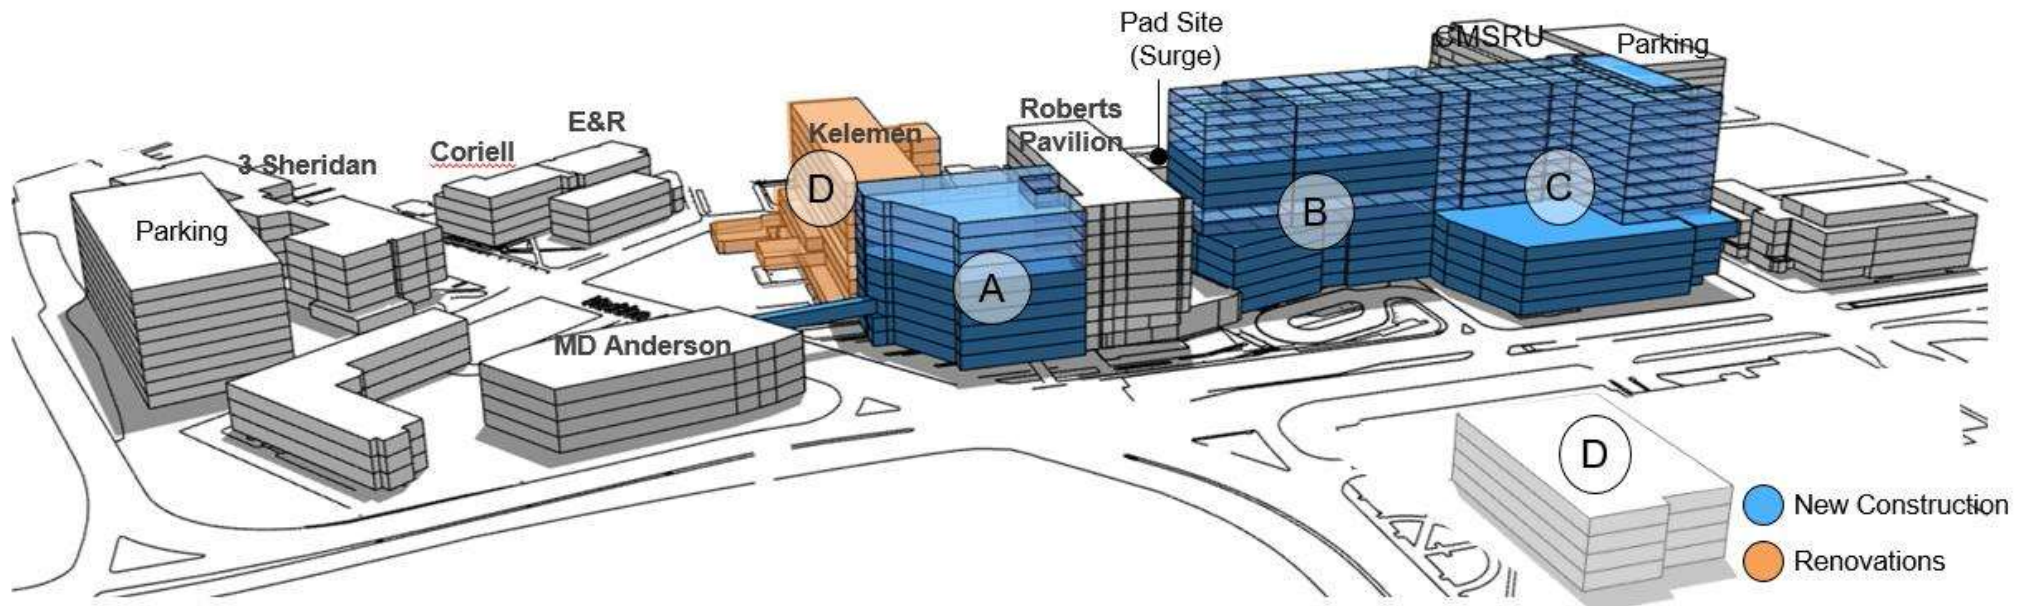 Pad Site
(Surge)
CMSRU
Parking
E&R
Kelemen
Roberts
Pavilion
3 Sheridan
Coriell
D
C
B
Parking
A
MD Anderson
D
New Construction
Renovations